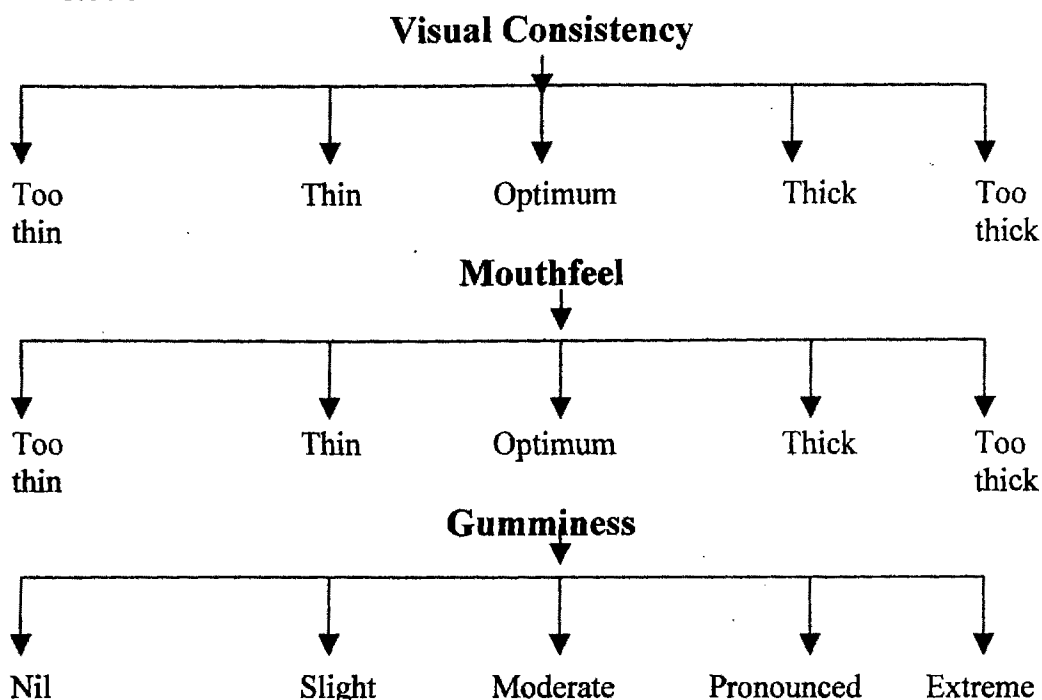 Visual Consistency
Too thin Thin Optimum Thick Too thick
Mouthfeel
Too thin Thin Optimum Thick Too thick
Gumminess
Nil Slight Moderate Pronounced Extreme